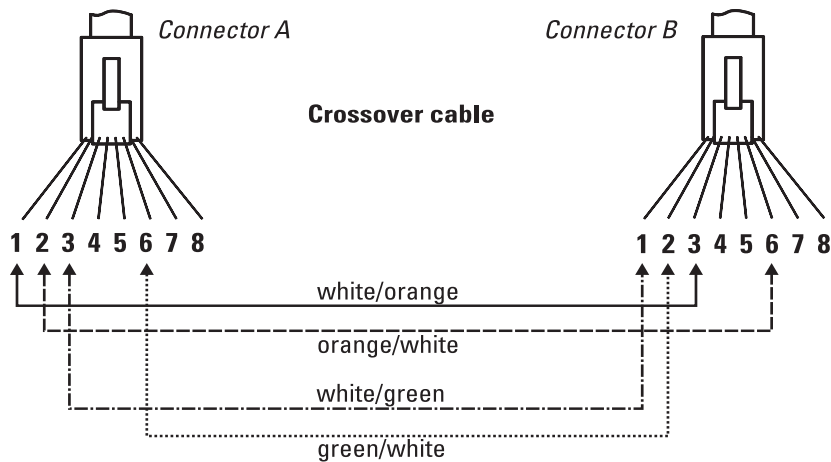 Connector A
Connector B
Crossover cable
1 2 3 4 5 6 7 8
1 2 3 4 5 6 7 8
white/orange
orange/white
white/green
green/white